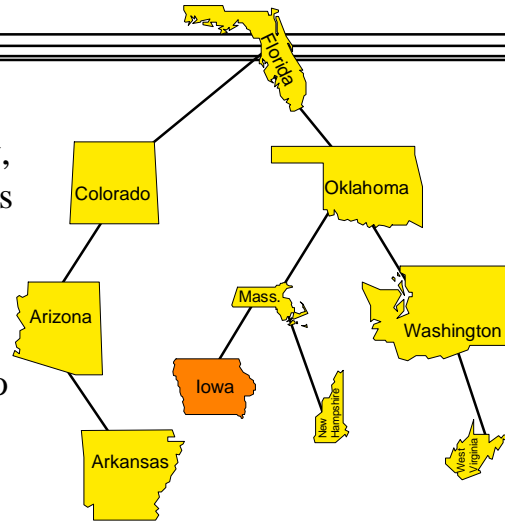 Florida
,
Colorado
Oklahoma
s
Mass.
Arizona
Washington
Iowa
o
New
Hampshire
West
Virginia
Arkansas